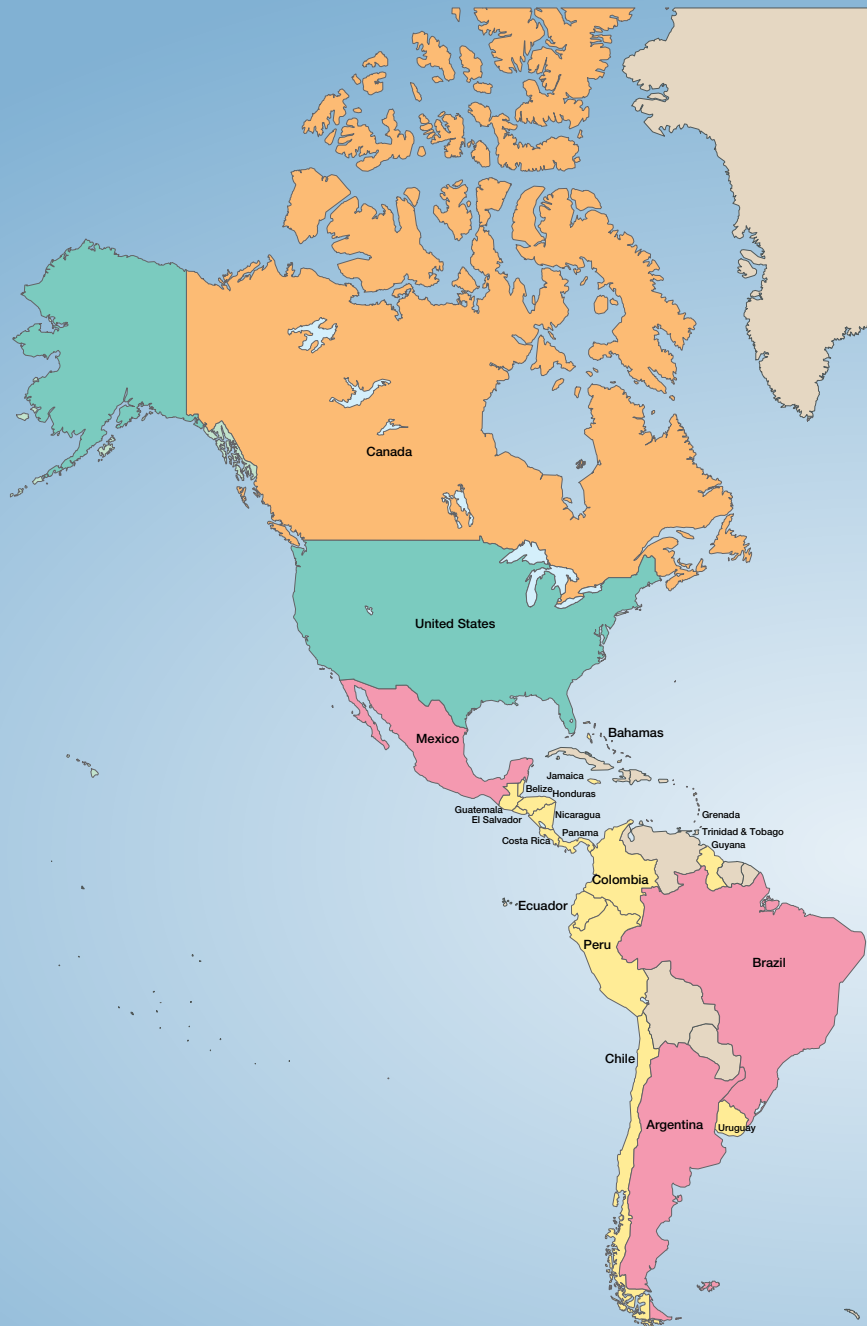 Canada
United States
Mexico
Bahamas
Jamaica
Belize
Honduras
Guatemala
El Salvador
Nicaragua
Grenada
Costa Rica
Panama
Trinidad & Tobago
Guyana
Colombia
Ecuador
Peru
Brazil
Chile
Argentina
Uruguay